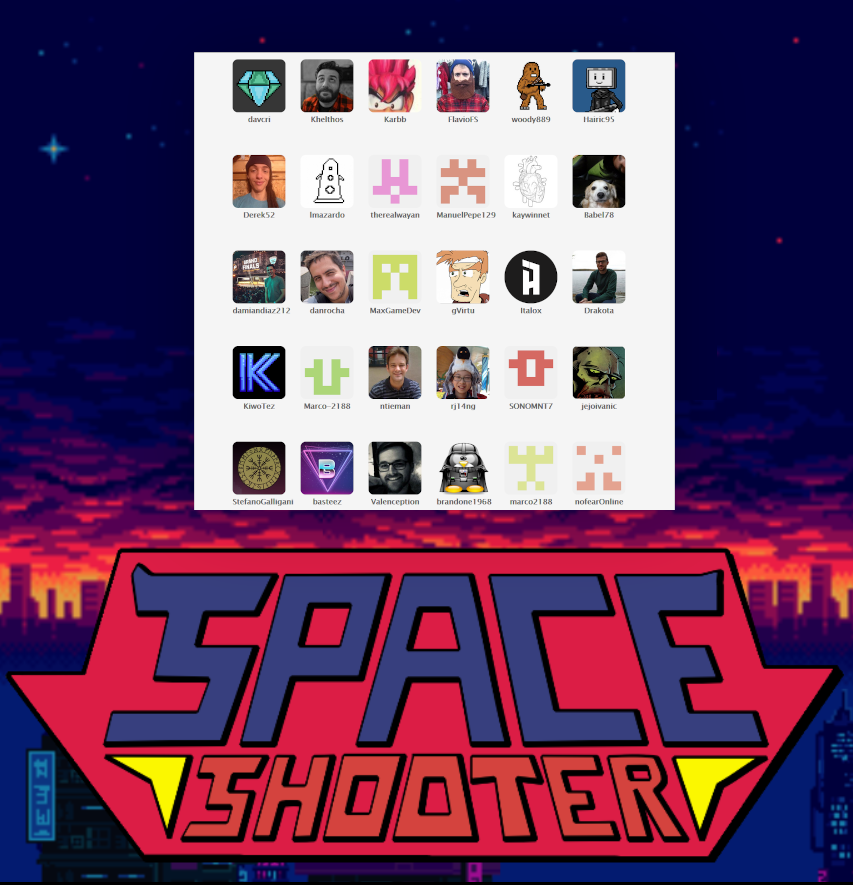 davcri Khelthos Karbb FlavioFS woody889 Hairic95
Derek52 lmazardo therealwayan ManuelPepe129 kaywinnet Babel78
damiandiaz212 danrocha MaxGameDev gVirtu Italox Drakota
KiwoTez Marco-2188 ntieman rj14ng SONOMNT7 jejoivanic
StefanoGalligani basteez Valenception brandone1968 marco2188 nofearOnline
SPACE
SHOOTER